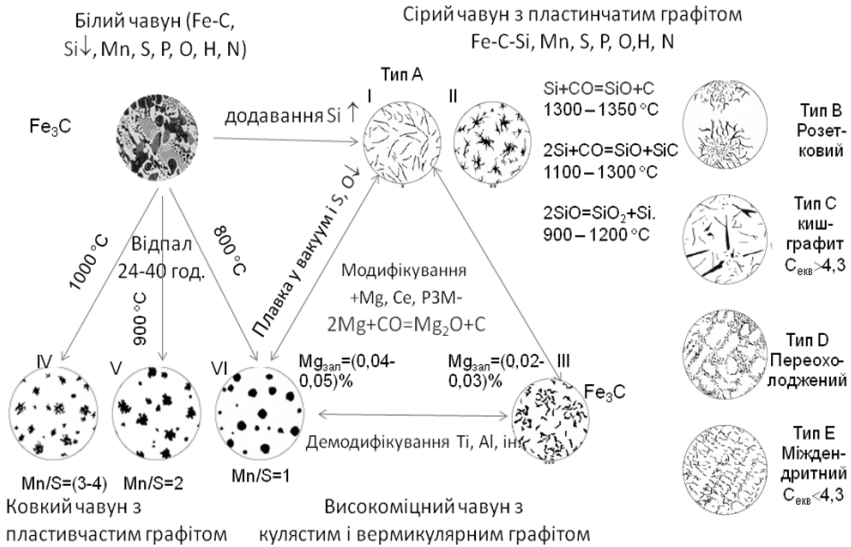 Білий чавун (Fe-C,
Si↓, Mn, S, P, O, H, N)
Сірий чавун з пластинчатим графітом
Fe-C-Si, Mn, S, P, O,H, N
Тип А
I
II
Fe₃C
додавання Si ↑
Si+CO=SiO+C
1300 – 1350 °C
2Si+CO=SiO+SiC
1100 – 1300 °C
2SiO=SiO₂+Si.
900 – 1200 °C
Тип В
Розет-
ковий
Тип С
киш-
графит
Cекв>4,3
Тип D
Переохо-
лоджений
Тип Е
Міжден-
дритний
Cекв<4,3
1000 °C
Відпал
24-40 год.
900 °C
800 °C
Плавка у вакуум і S, O↓
Модифікування
+Mg, Ce, РЗМ-
2Mg+CO=Mg₂O+C
IV
V
VI
Mgзал=(0,04-
0,05)%
Mgзал=(0,02-
0,03)%
III
Fe₃C
Демодифікування Ti, Al, ін
Mn/S=(3-4)
Mn/S=2
Mn/S=1
Ковкий чавун з
пластивчастим графітом
Високоміцний чавун з
кулястим і вермикулярним графітом